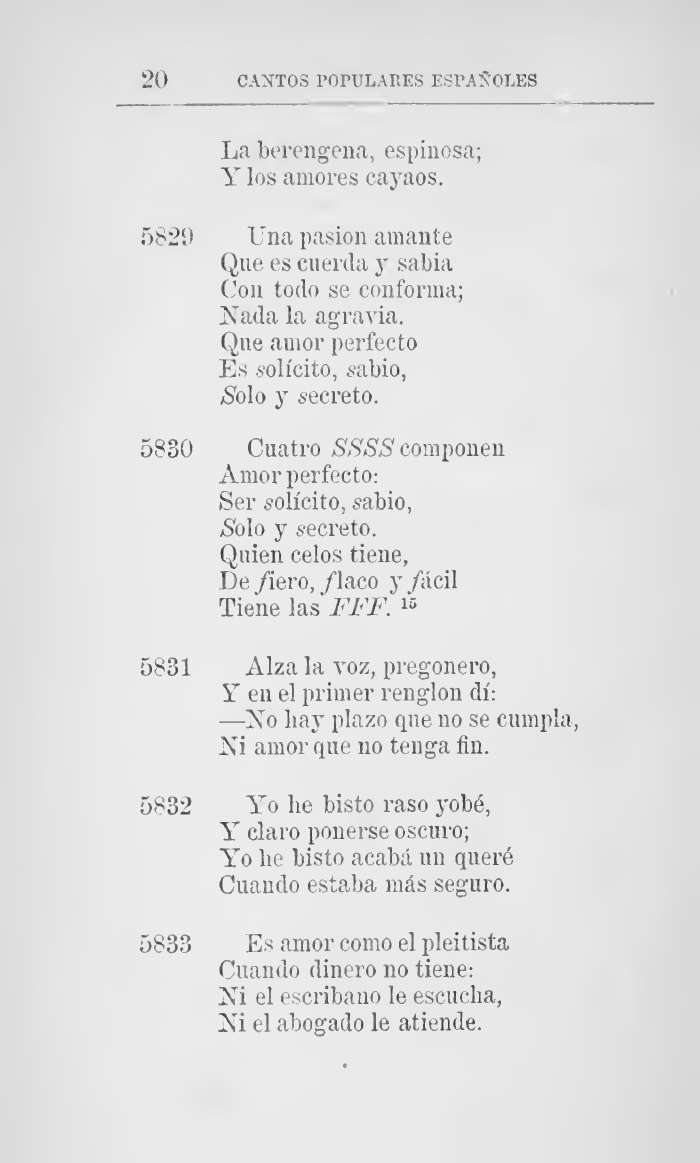 20 CANTOS POPULARES ESPAÑOLES
La berengena, espinosa;
Y los amores cayaos.
5829 Una pasion amante
Que es cuerda y sabia
Con todo se conforma;
Nada la agravia.
Que amor perfecto
Es solícito, sabio,
Solo y secreto.
5830 Cuatro SSSS componen
Amor perfecto:
Ser solícito, sabio,
Solo y secreto.
Quien celos tiene,
De fiero, flaco y fácil
Tiene las FFF. 15
5831 Alza la voz, pregonero,
Y en el primer renglon dí:
—No hay plazo que no se cumpla,
Ni amor que no tenga fin.
5832 Yo he bisto raso yobé,
Y claro ponerse oscuro;
Yo he bisto acabá un queré
Cuando estaba más seguro.
5833 Es amor como el pleitista
Cuando dinero no tiene:
Ni el escribano le escucha,
Ni el abogado le atiende.